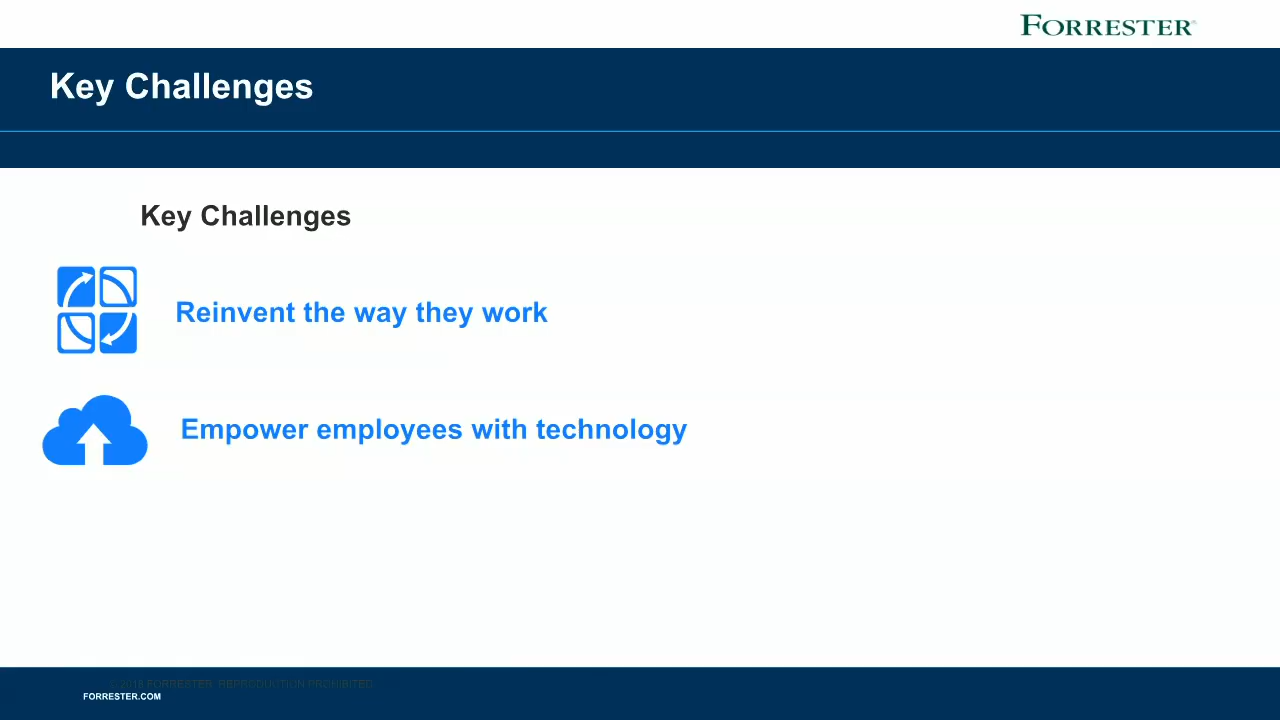 FORRESTER®
Key Challenges
Key Challenges
Reinvent the way they work
Empower employees with technology
© 2018 FORRESTER. REPRODUCTION PROHIBITED.
FORRESTER.COM